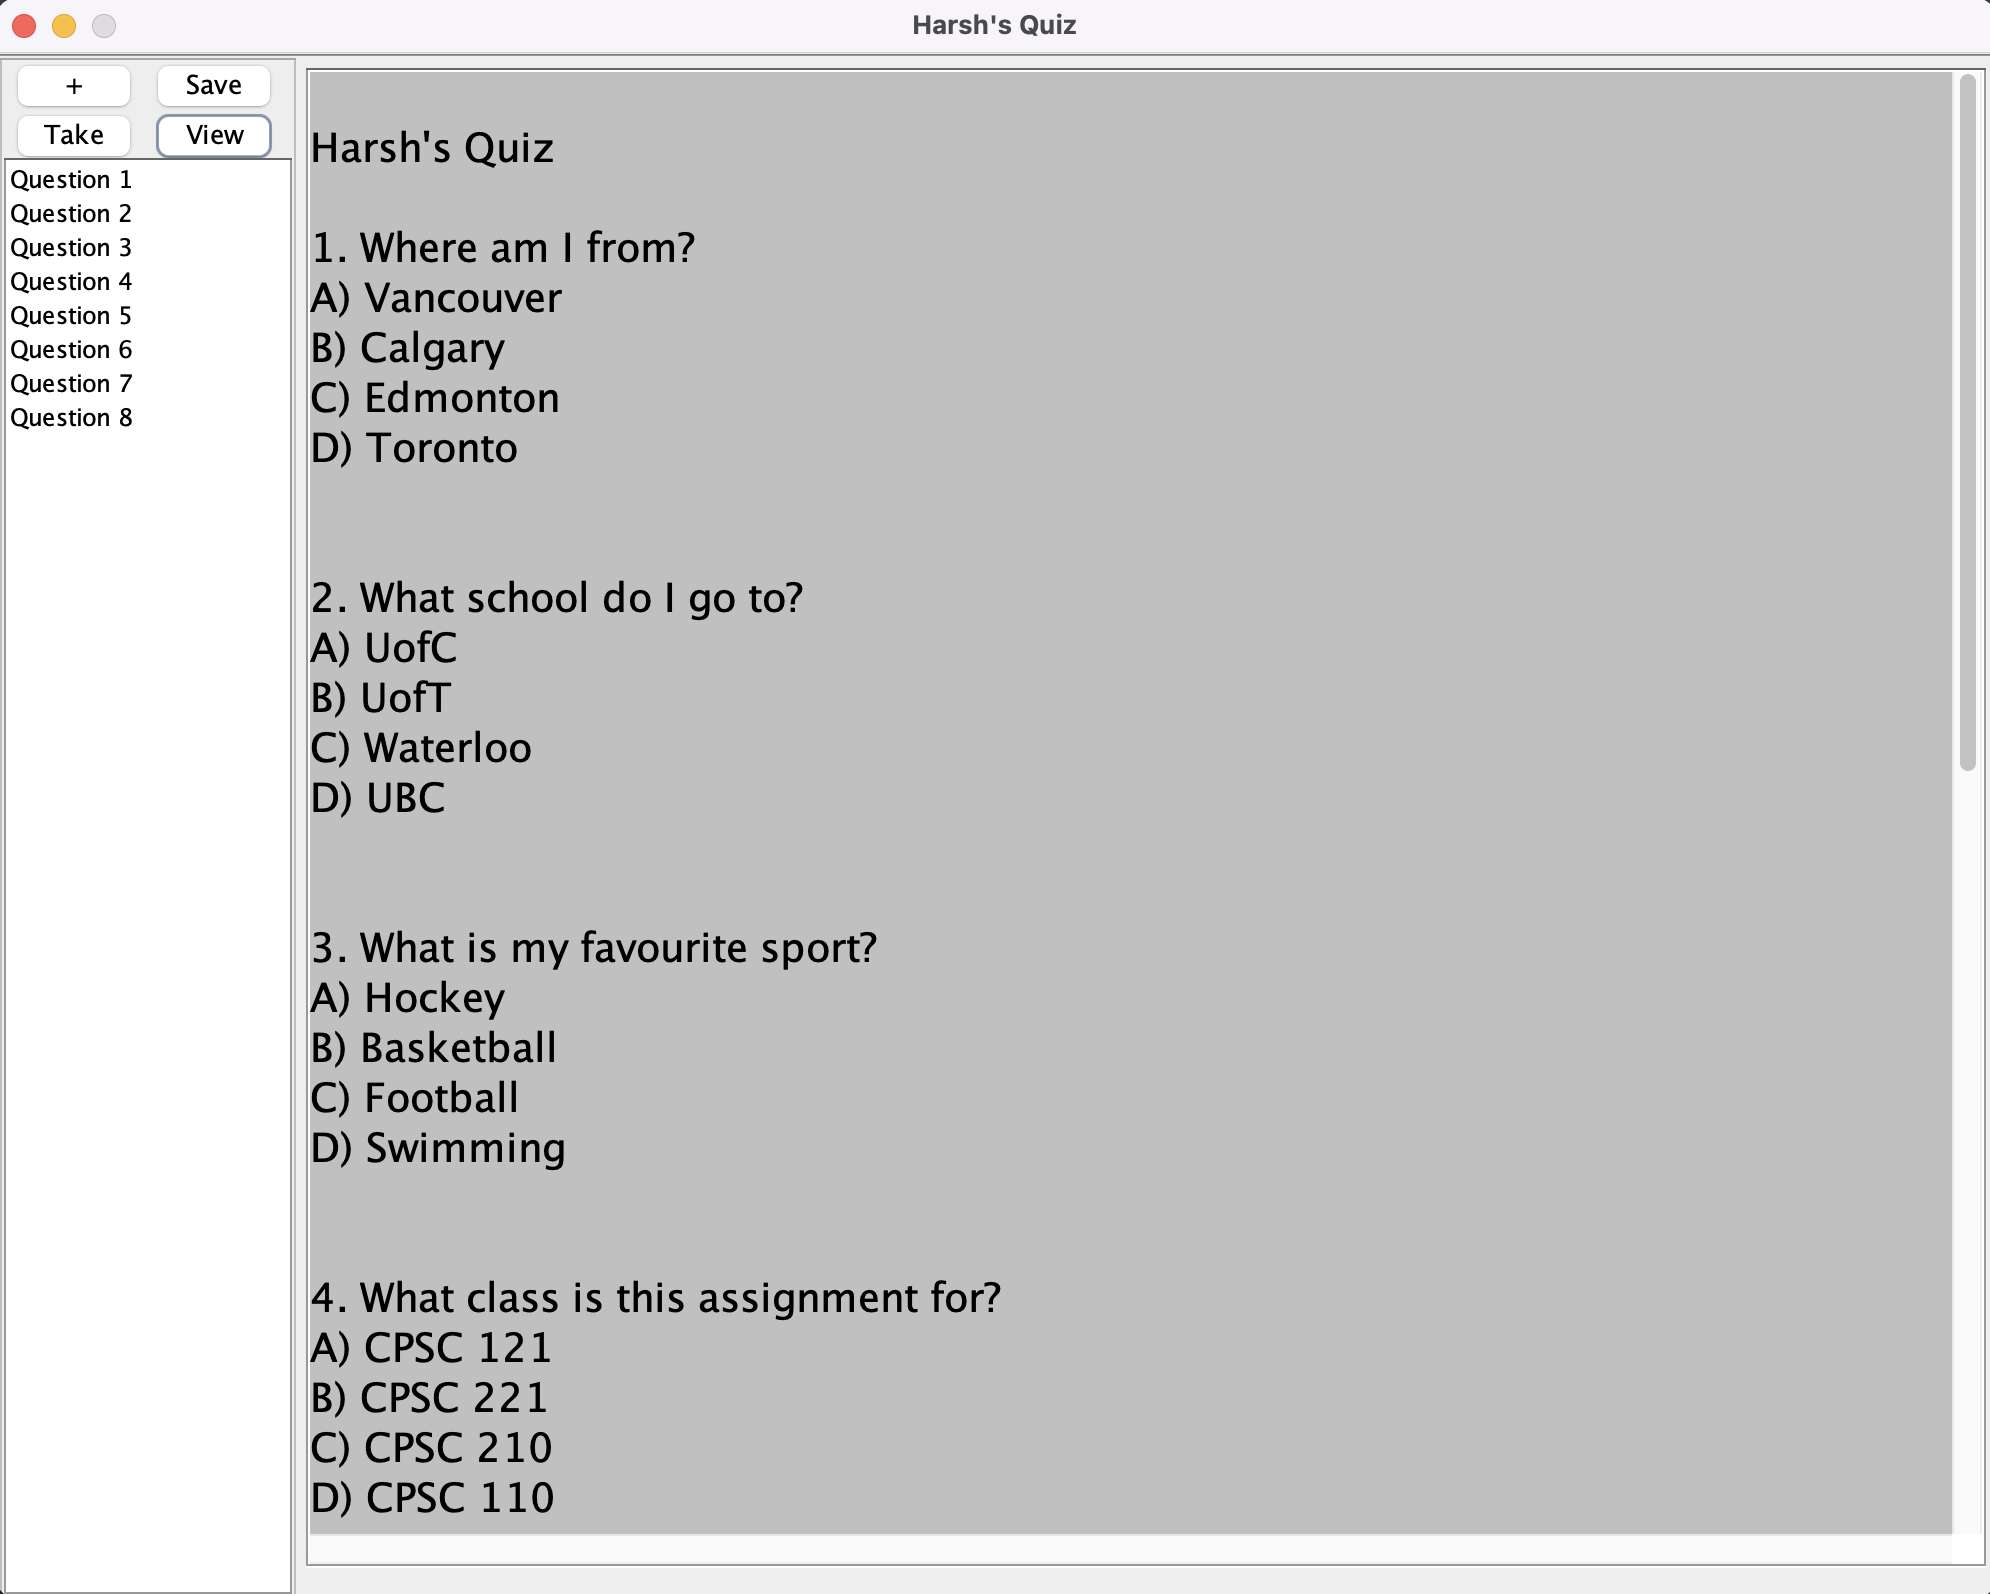 Harsh's Quiz
+ Save
Take View
Question 1
Question 2
Question 3
Question 4
Question 5
Question 6
Question 7
Question 8
Harsh's Quiz
1. Where am I from?
A) Vancouver
B) Calgary
C) Edmonton
D) Toronto
2. What school do I go to?
A) UofC
B) UofT
C) Waterloo
D) UBC
3. What is my favourite sport?
A) Hockey
B) Basketball
C) Football
D) Swimming
4. What class is this assignment for?
A) CPSC 121
B) CPSC 221
C) CPSC 210
D) CPSC 110